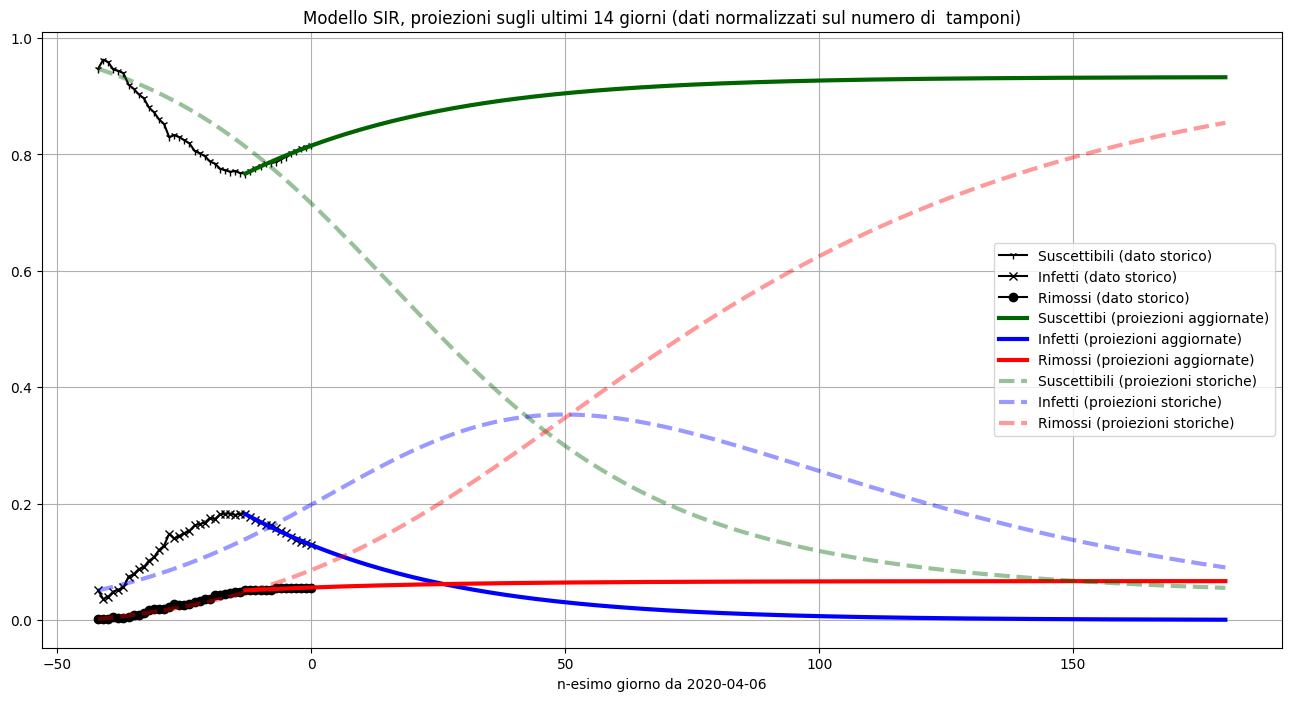 Modello SIR, proiezioni sugli ultimi 14 giorni (dati normalizzati sul numero di  tamponi)
1.0
0.8
0.6
0.4
0.2
0.0
Suscettibili (dato storico)
Infetti (dato storico)
Rimossi (dato storico)
Suscettibi (proiezioni aggiornate)
Infetti (proiezioni aggiornate)
Rimossi (proiezioni aggiornate)
Suscettibili (proiezioni storiche)
Infetti (proiezioni storiche)
Rimossi (proiezioni storiche)
−50 0 50 100 150
n-esimo giorno da 2020-04-06